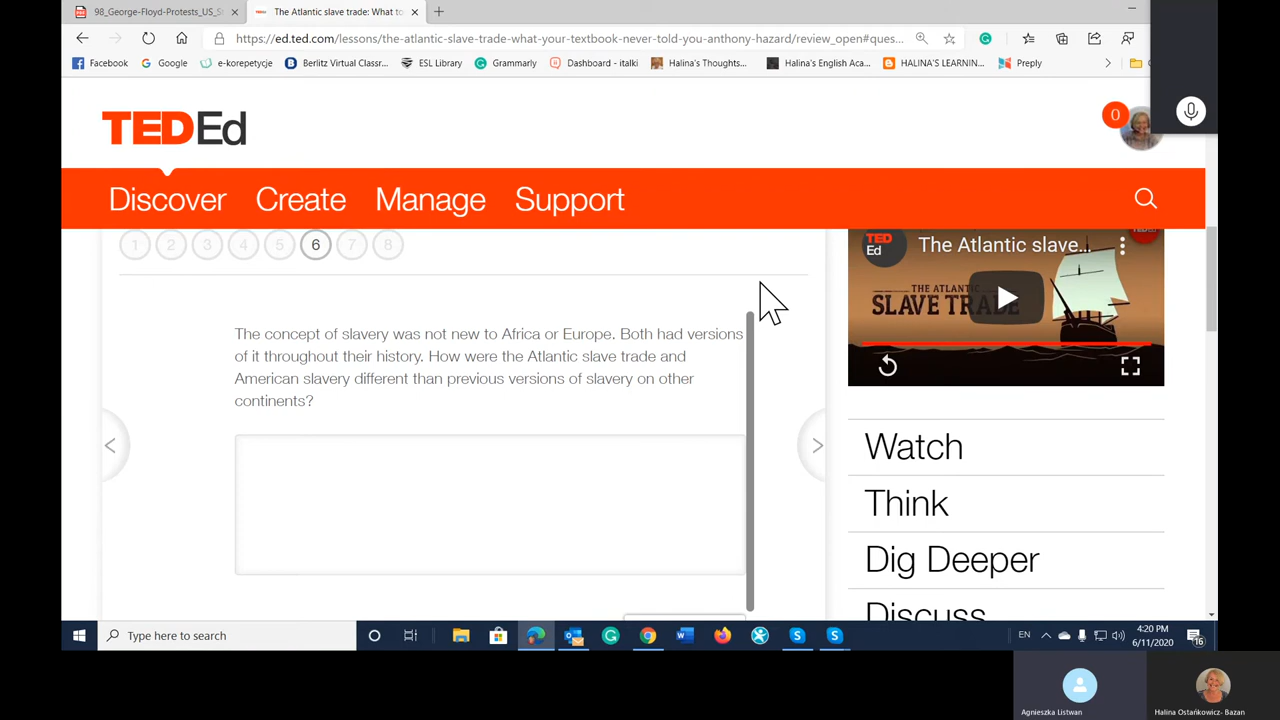 98_George-Floyd-Protests_US_S
The Atlantic slave trade: What to
https://ed.ted.com/lessons/the-atlantic-slave-trade-what-your-textbook-never-told-you-anthony-hazard/review_open#ques...
Facebook
Google
e-korepetycje
Berlitz Virtual Classr...
ESL Library
Grammarly
Dashboard - italki
Halina's Thoughts...
Halina's English Aca...
HALINA'S LEARNIN...
Preply
TEDEd
0
Discover Create Manage Support
1 2 3 4 5 6 7 8
TED Ed
The Atlantic slave...
THE ATLANTIC
SLAVE TRADE
The concept of slavery was not new to Africa or Europe. Both had versions
of it throughout their history. How were the Atlantic slave trade and
American slavery different than previous versions of slavery on other
continents?
Watch
Think
Dig Deeper
Discuss
Type here to search
EN
4:20 PM
6/11/2020
16
Agnieszka Listwan
Halina Ostańkowicz- Bazan